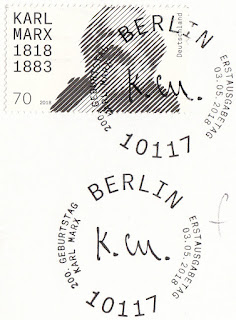 KARL
MARX
1818
1883
70
2018
Deutschland
BERLIN
200. GEBURTSTAG
KARL MARX
ERSTAUSGABETAG
03.05.2018
K.M.
10117
BERLIN
200. GEBURTSTAG
KARL MARX
ERSTAUSGABETAG
03.05.2018
K.M.
10117